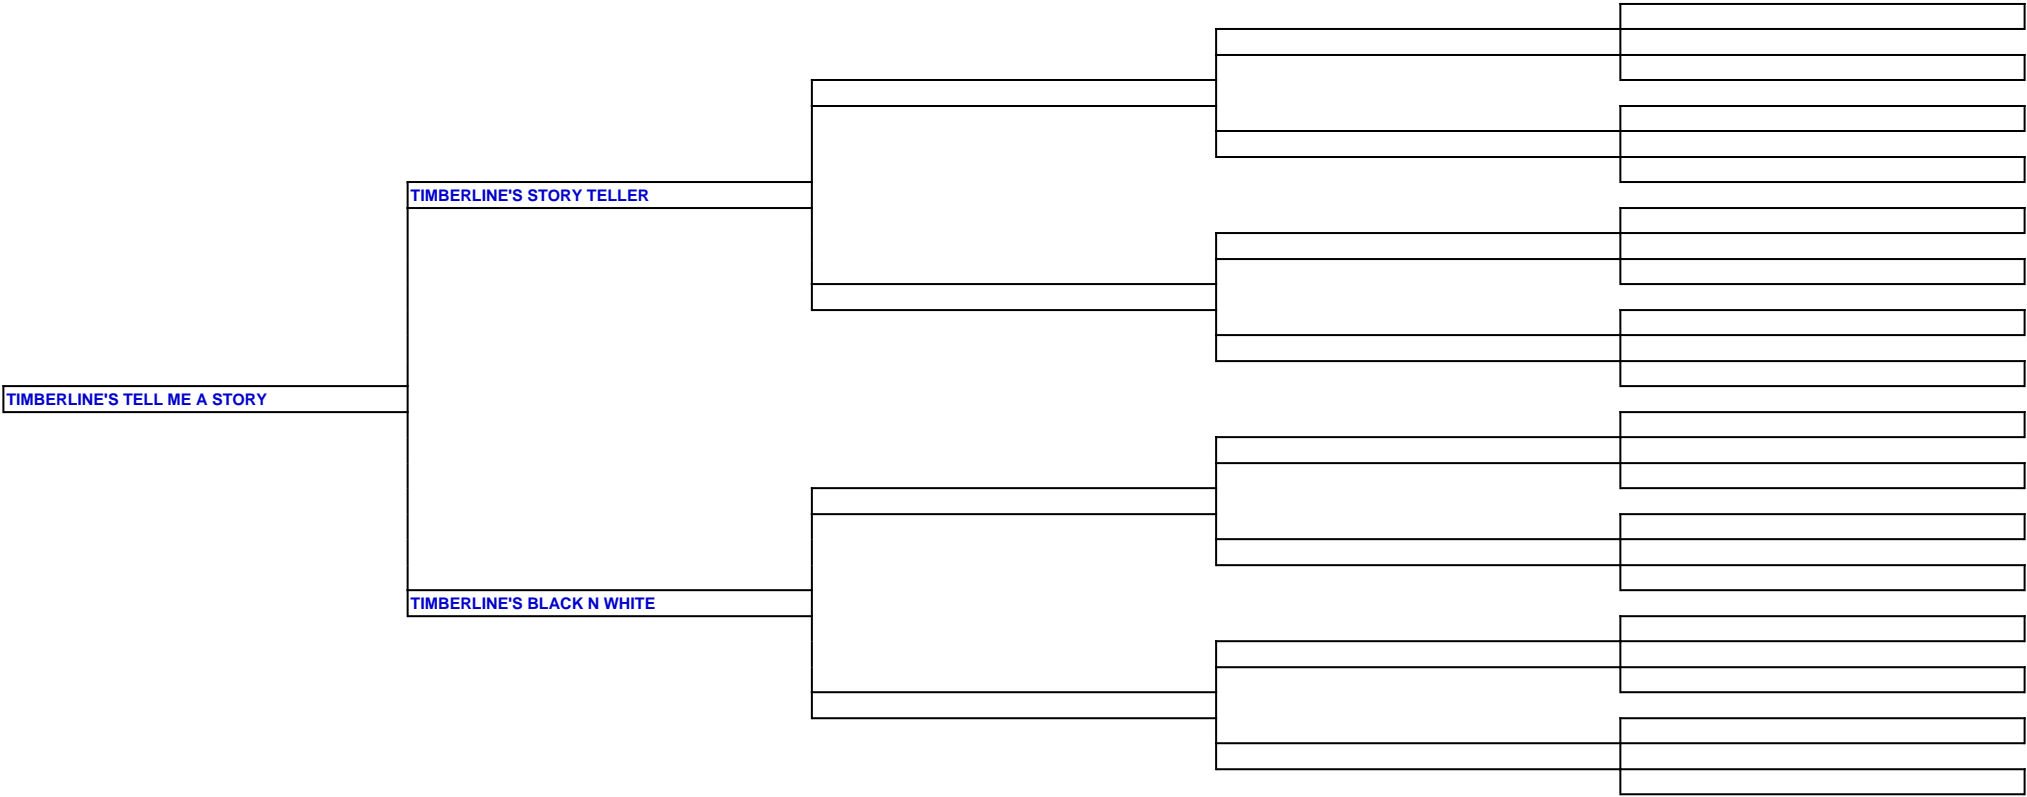 TIMBERLINE'S STORY TELLER
TIMBERLINE'S TELL ME A STORY
TIMBERLINE'S BLACK N WHITE